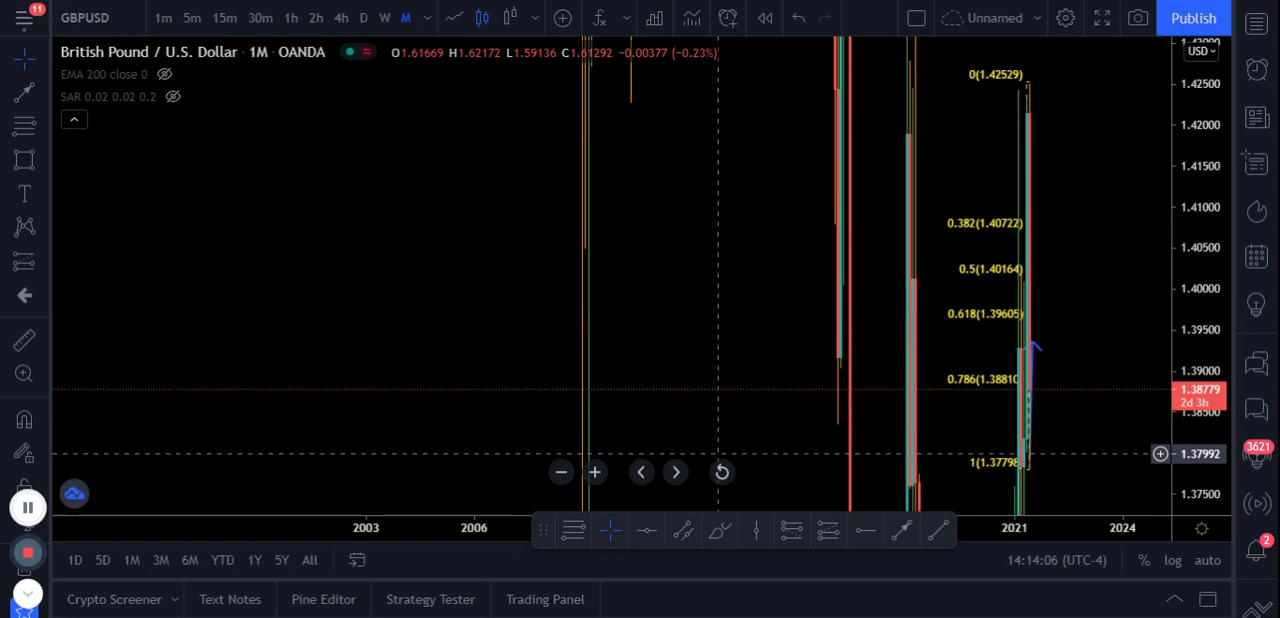 11
GBPUSD
1m 5m 15m 30m 1h 2h 4h D W M
Unnamed
Publish
British Pound / U.S. Dollar · 1M · OANDA
O1.61669 H1.62172 L1.59136 C1.61292 −0.00377 (−0.23%)
USD
EMA 200 close 0
SAR 0.02 0.02 0.2
0(1.42529)
0.382(1.40722)
0.5(1.40164)
0.618(1.39605)
0.786(1.38810)
1(1.37798)
1.42500
1.42000
1.41500
1.41000
1.40500
1.40000
1.39500
1.39000
1.38779
2d 3h
1.38500
1.37992
1.37500
3621
2
2003 2006 2021 2024
1D 5D 1M 3M 6M YTD 1Y 5Y All
14:14:06 (UTC-4) % log auto
Crypto Screener Text Notes Pine Editor Strategy Tester Trading Panel